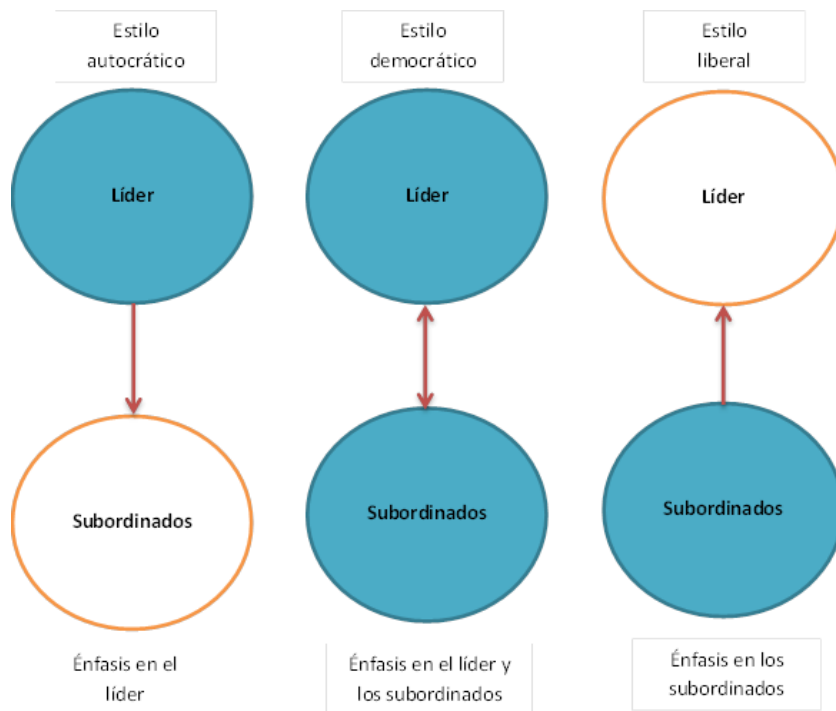 Estilo
autocrático
Estilo
democrático
Estilo
liberal
Líder
Líder
Líder
Subordinados
Subordinados
Subordinados
Énfasis en el
líder
Énfasis en el líder y
los subordinados
Énfasis en los
subordinados